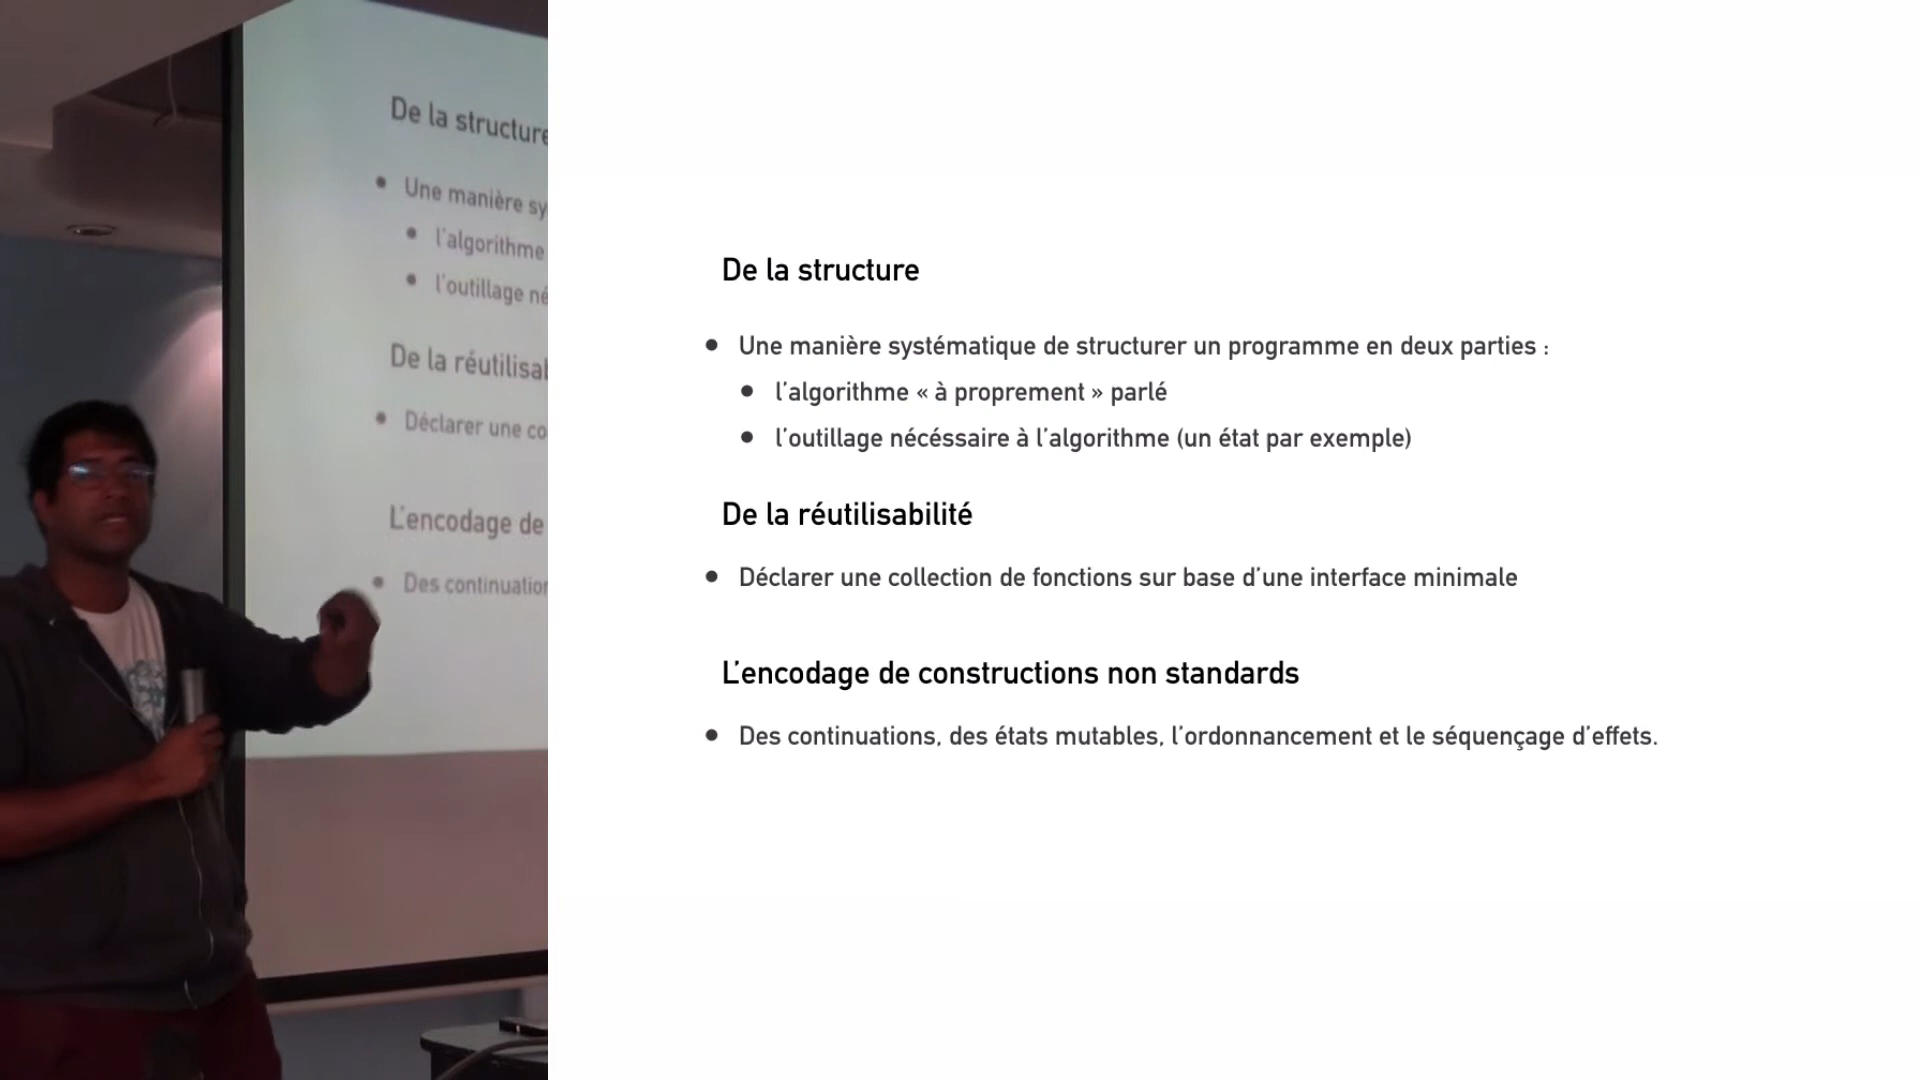 De la structure
Une manière sy
l'algorithme
l'outillage né
De la réutilisab
Déclarer une co
L'encodage de
Des continuation
De la structure
Une manière systématique de structurer un programme en deux parties :
l'algorithme « à proprement » parlé
l'outillage nécéssaire à l'algorithme (un état par exemple)
De la réutilisabilité
Déclarer une collection de fonctions sur base d'une interface minimale
L'encodage de constructions non standards
Des continuations, des états mutables, l'ordonnancement et le séquençage d'effets.